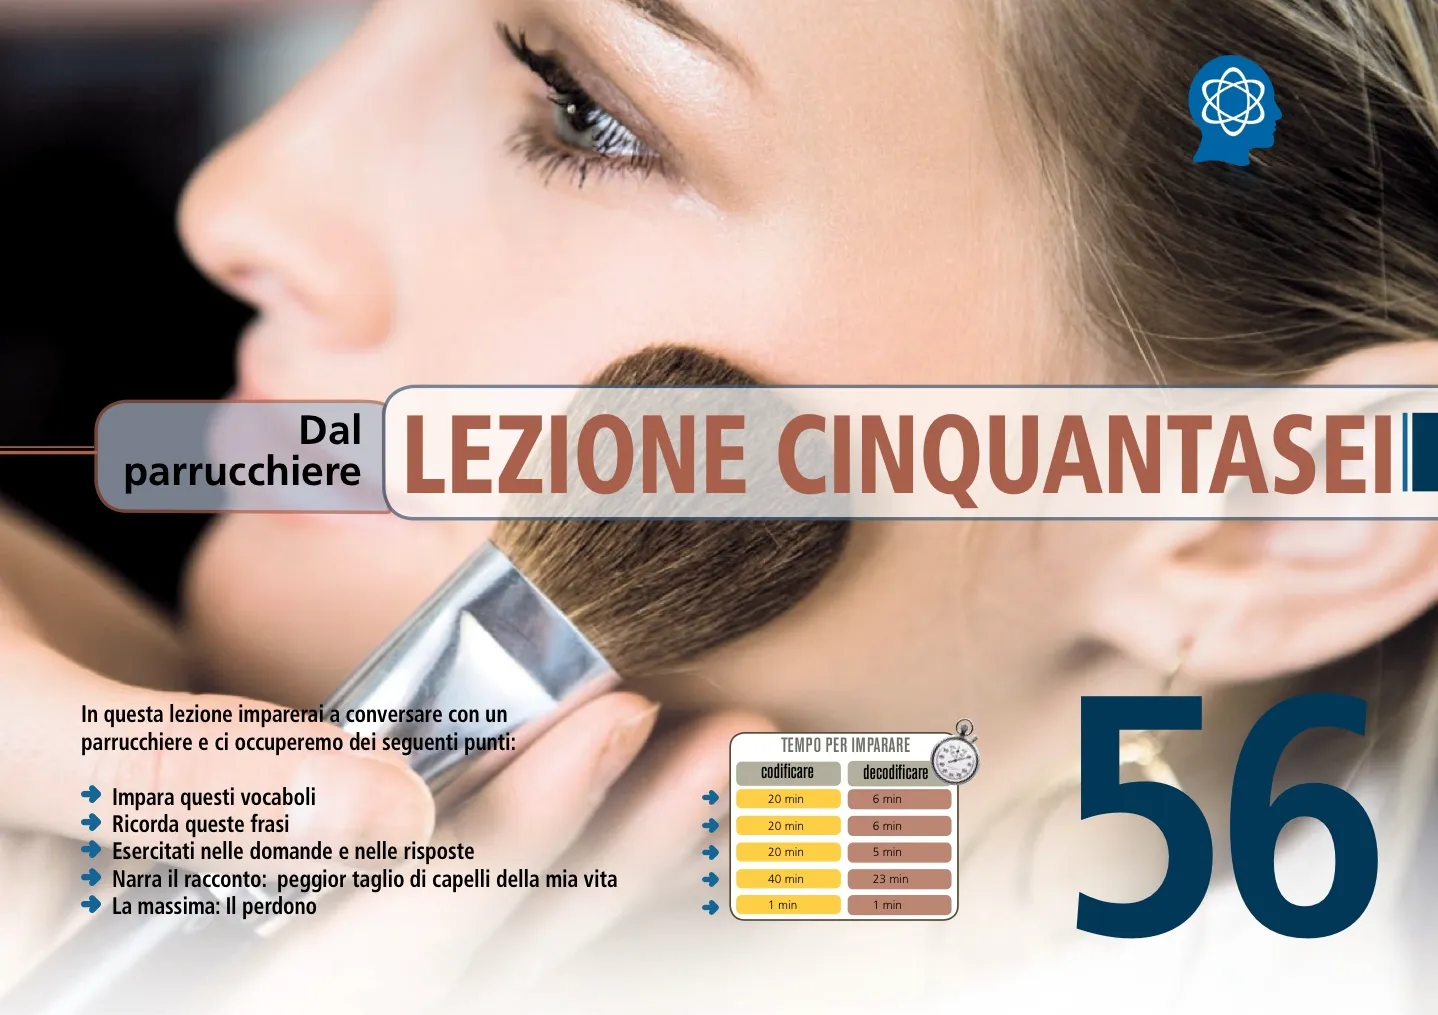 Dal
parrucchiere
LEZIONE CINQUANTASEI
In questa lezione imparerai a conversare con un
parrucchiere e ci occuperemo dei seguenti punti:
Impara questi vocaboli
Ricorda queste frasi
Esercitati nelle domande e nelle risposte
Narra il racconto: peggior taglio di capelli della mia vita
La massima: Il perdono
TEMPO PER IMPARARE
codificare decodificare
20 min 6 min
20 min 6 min
20 min 5 min
40 min 23 min
1 min 1 min
56